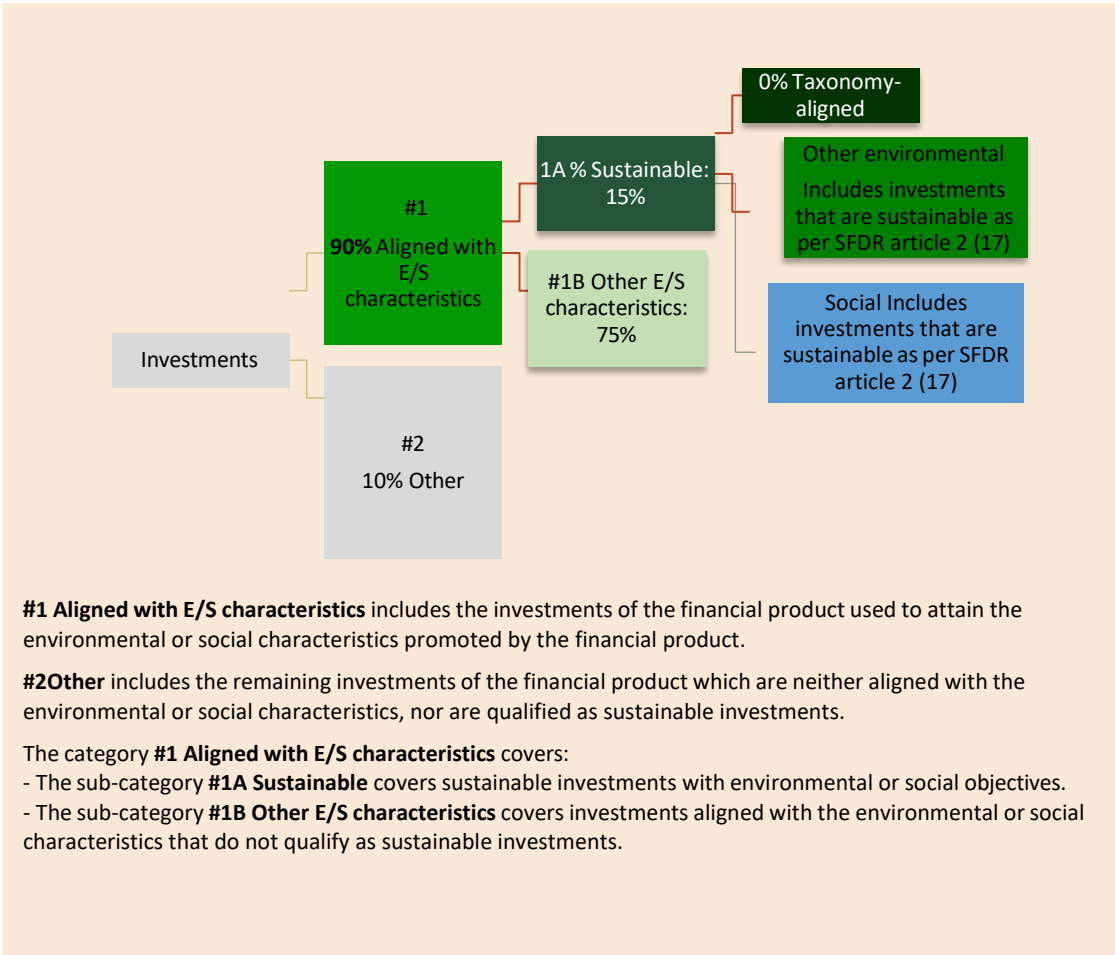 0% Taxonomy-
aligned
Other environmental
Includes investments
that are sustainable as
per SFDR article 2 (17)
1A % Sustainable:
15%
#1
90% Aligned with
E/S
characteristics
#1B Other E/S
characteristics:
75%
Social Includes
investments that are
sustainable as per SFDR
article 2 (17)
Investments
#2
10% Other
#1 Aligned with E/S characteristics includes the investments of the financial product used to attain the
environmental or social characteristics promoted by the financial product.
#2Other includes the remaining investments of the financial product which are neither aligned with the
environmental or social characteristics, nor are qualified as sustainable investments.
The category #1 Aligned with E/S characteristics covers:
- The sub-category #1A Sustainable covers sustainable investments with environmental or social objectives.
- The sub-category #1B Other E/S characteristics covers investments aligned with the environmental or social
characteristics that do not qualify as sustainable investments.